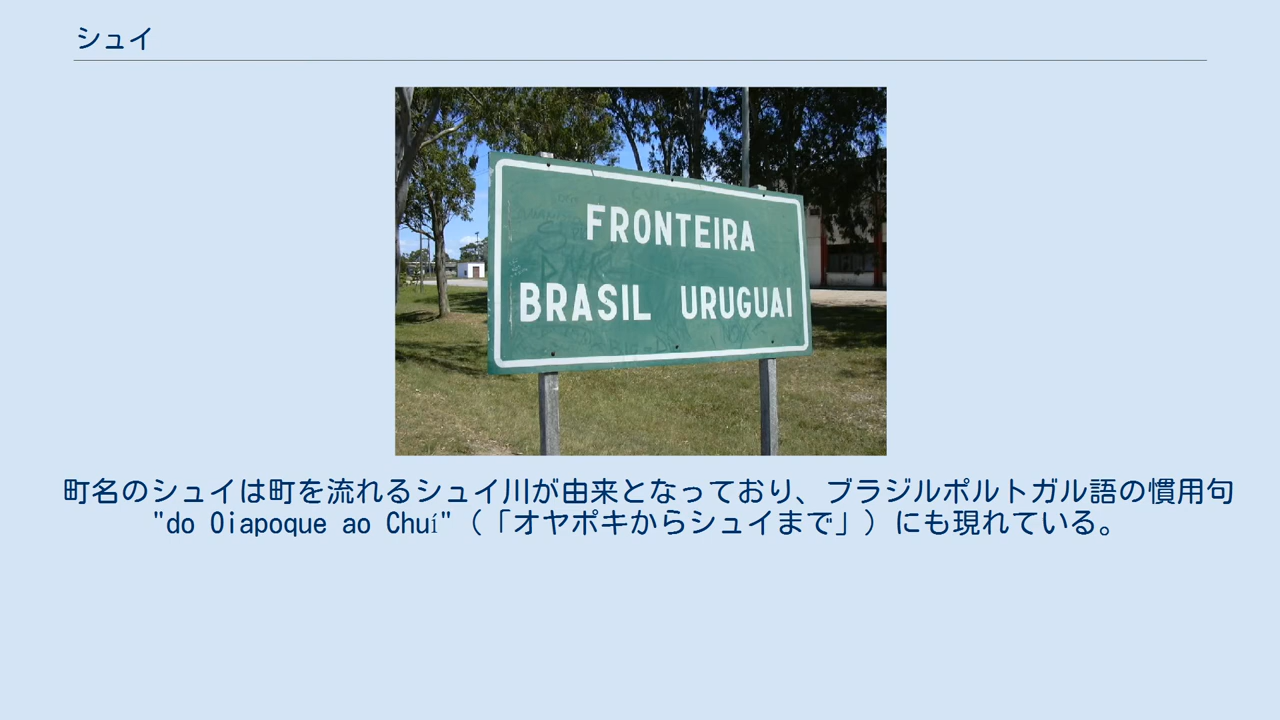 シュイ
FRONTEIRA
BRASIL URUGUAI
町名のシュイは町を流れるシュイ川が由来となっており、ブラジルポルトガル語の慣用句
"do Oiapoque ao Chuí"（「オヤポキからシュイまで」）にも現れている。